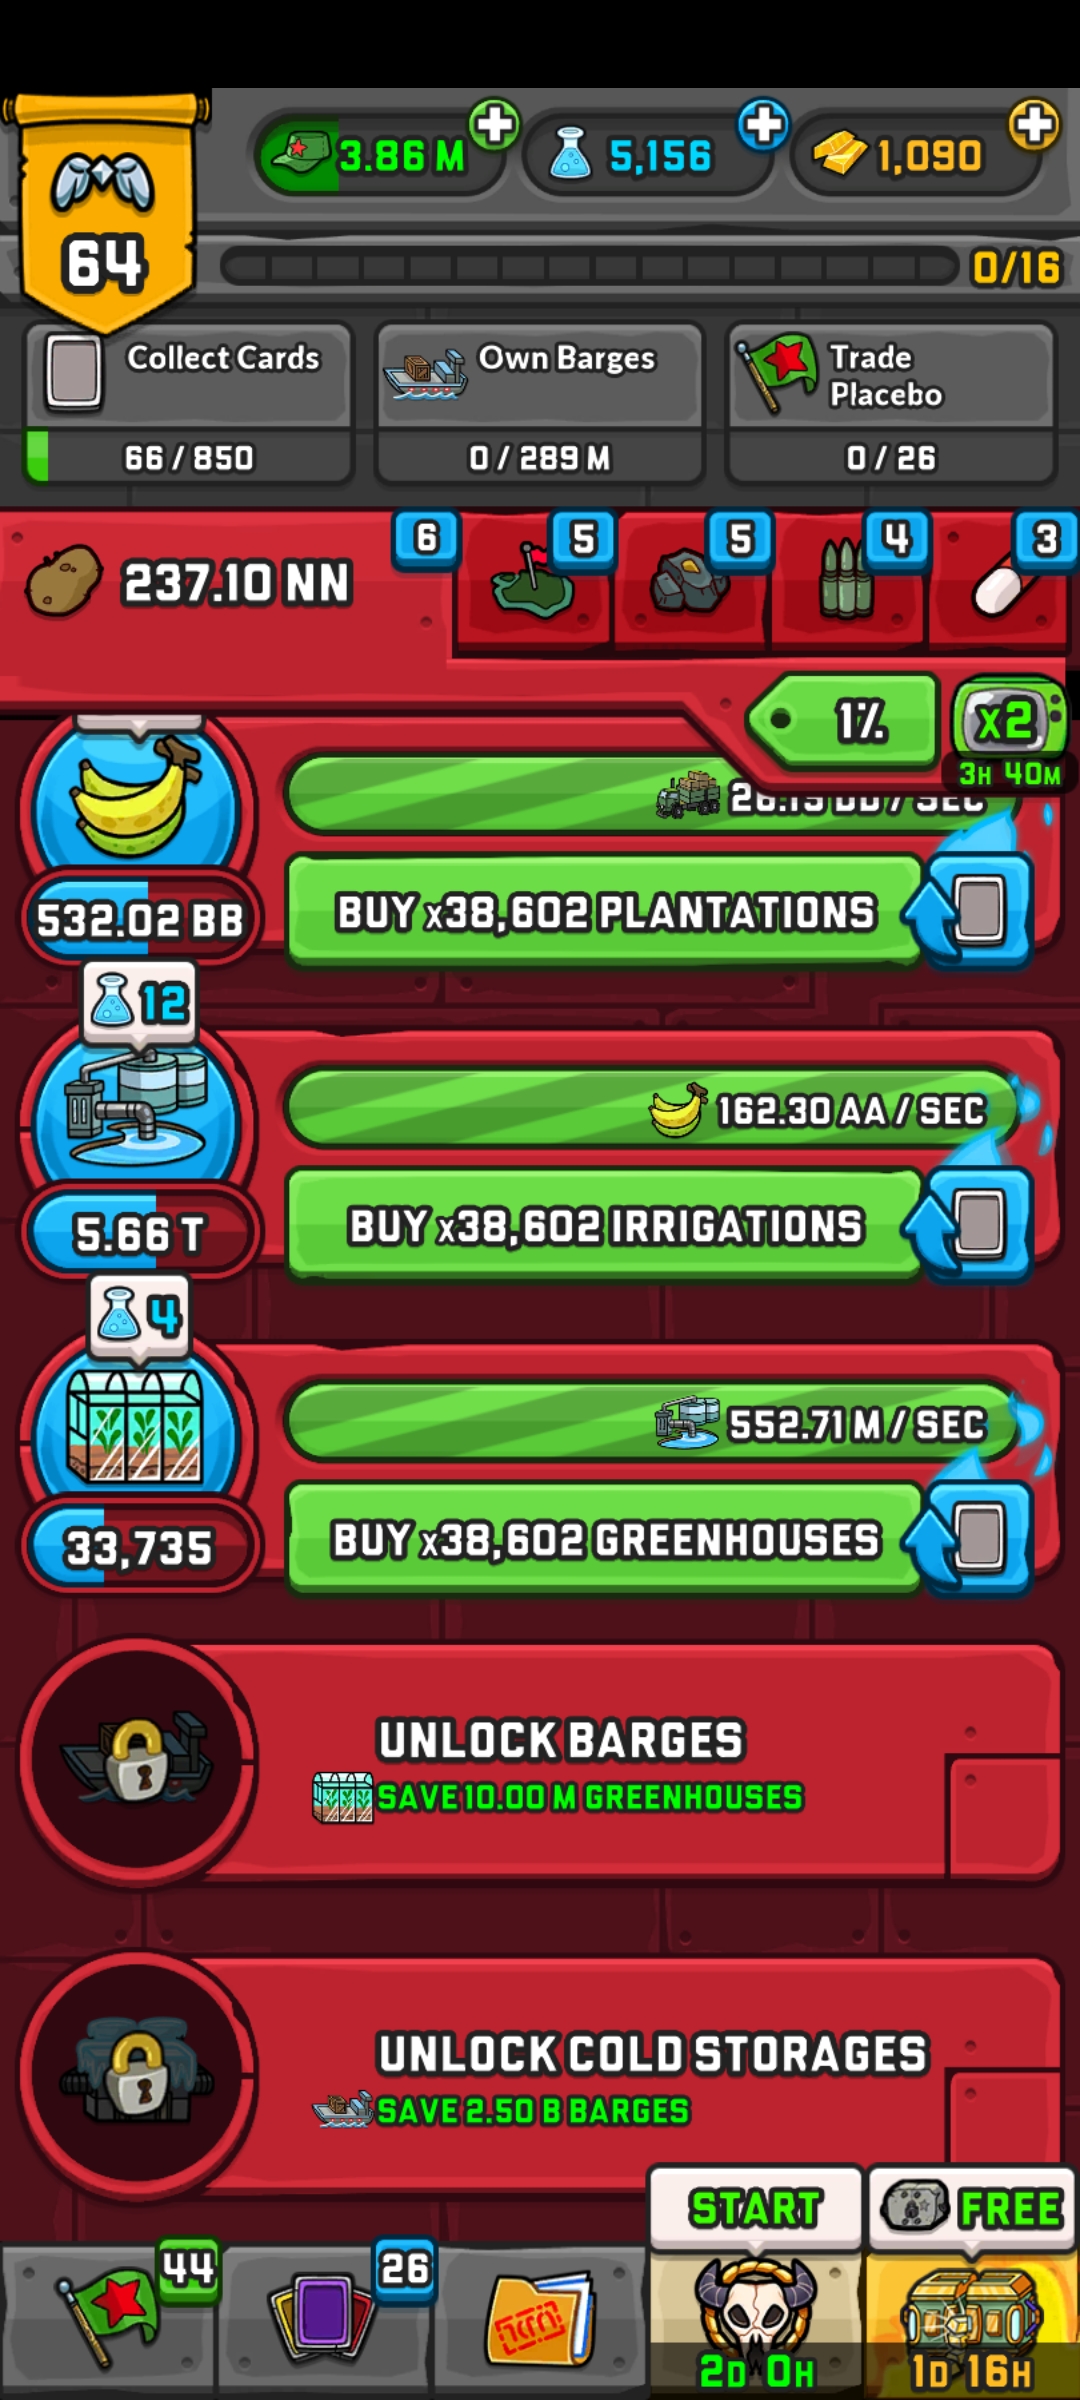 3.86 M
5,156
1,090
64
0/16
Collect Cards
66 / 850
Own Barges
0 / 289 M
Trade
Placebo
0 / 26
237.10 NN
6
5
5
4
3
1%
x2
3H 40M
BUY x38,602 PLANTATIONS
532.02 BB
12
162.30 AA / SEC
5.66 T
BUY x38,602 IRRIGATIONS
4
552.71 M / SEC
33,735
BUY x38,602 GREENHOUSES
UNLOCK BARGES
SAVE 10.00 M GREENHOUSES
UNLOCK COLD STORAGES
SAVE 2.50 B BARGES
START
FREE
44
26
2D 0H
1D 16H